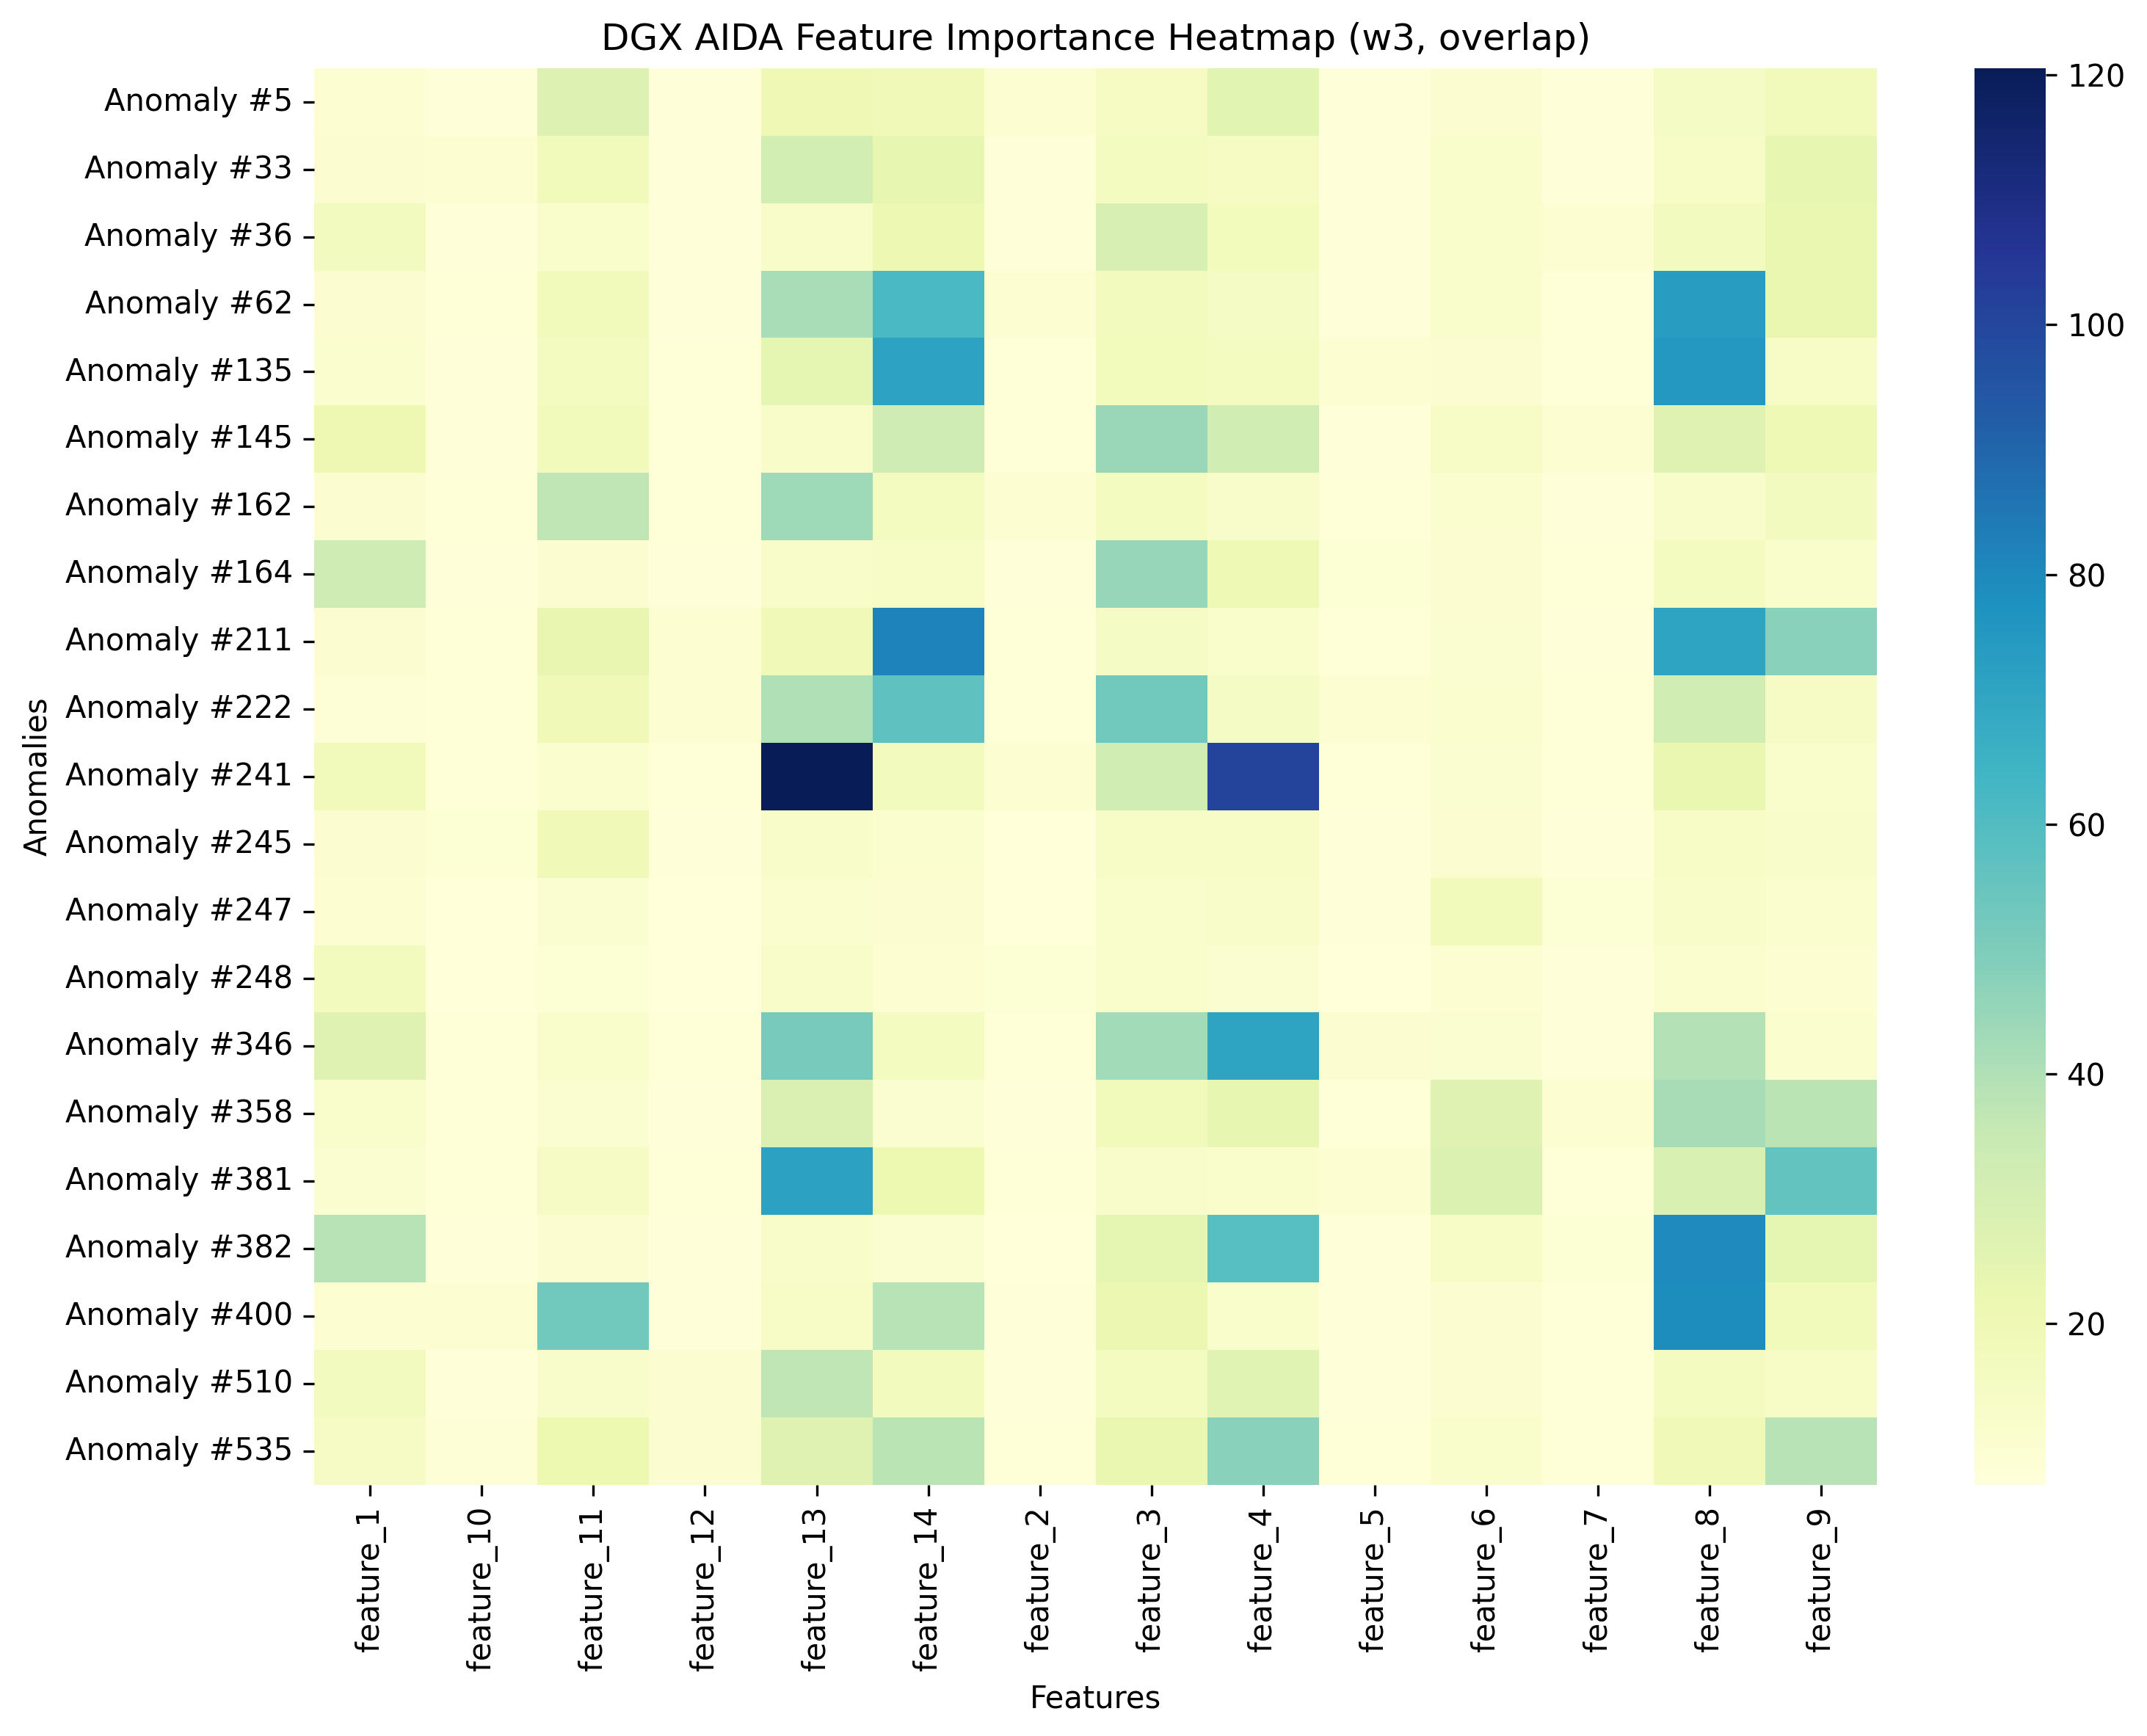 DGX AIDA Feature Importance Heatmap (w3, overlap)
Anomalies
Anomaly #5
Anomaly #33
Anomaly #36
Anomaly #62
Anomaly #135
Anomaly #145
Anomaly #162
Anomaly #164
Anomaly #211
Anomaly #222
Anomaly #241
Anomaly #245
Anomaly #247
Anomaly #248
Anomaly #346
Anomaly #358
Anomaly #381
Anomaly #382
Anomaly #400
Anomaly #510
Anomaly #535
feature_1
feature_10
feature_11
feature_12
feature_13
feature_14
feature_2
feature_3
feature_4
feature_5
feature_6
feature_7
feature_8
feature_9
Features
120
100
80
60
40
20